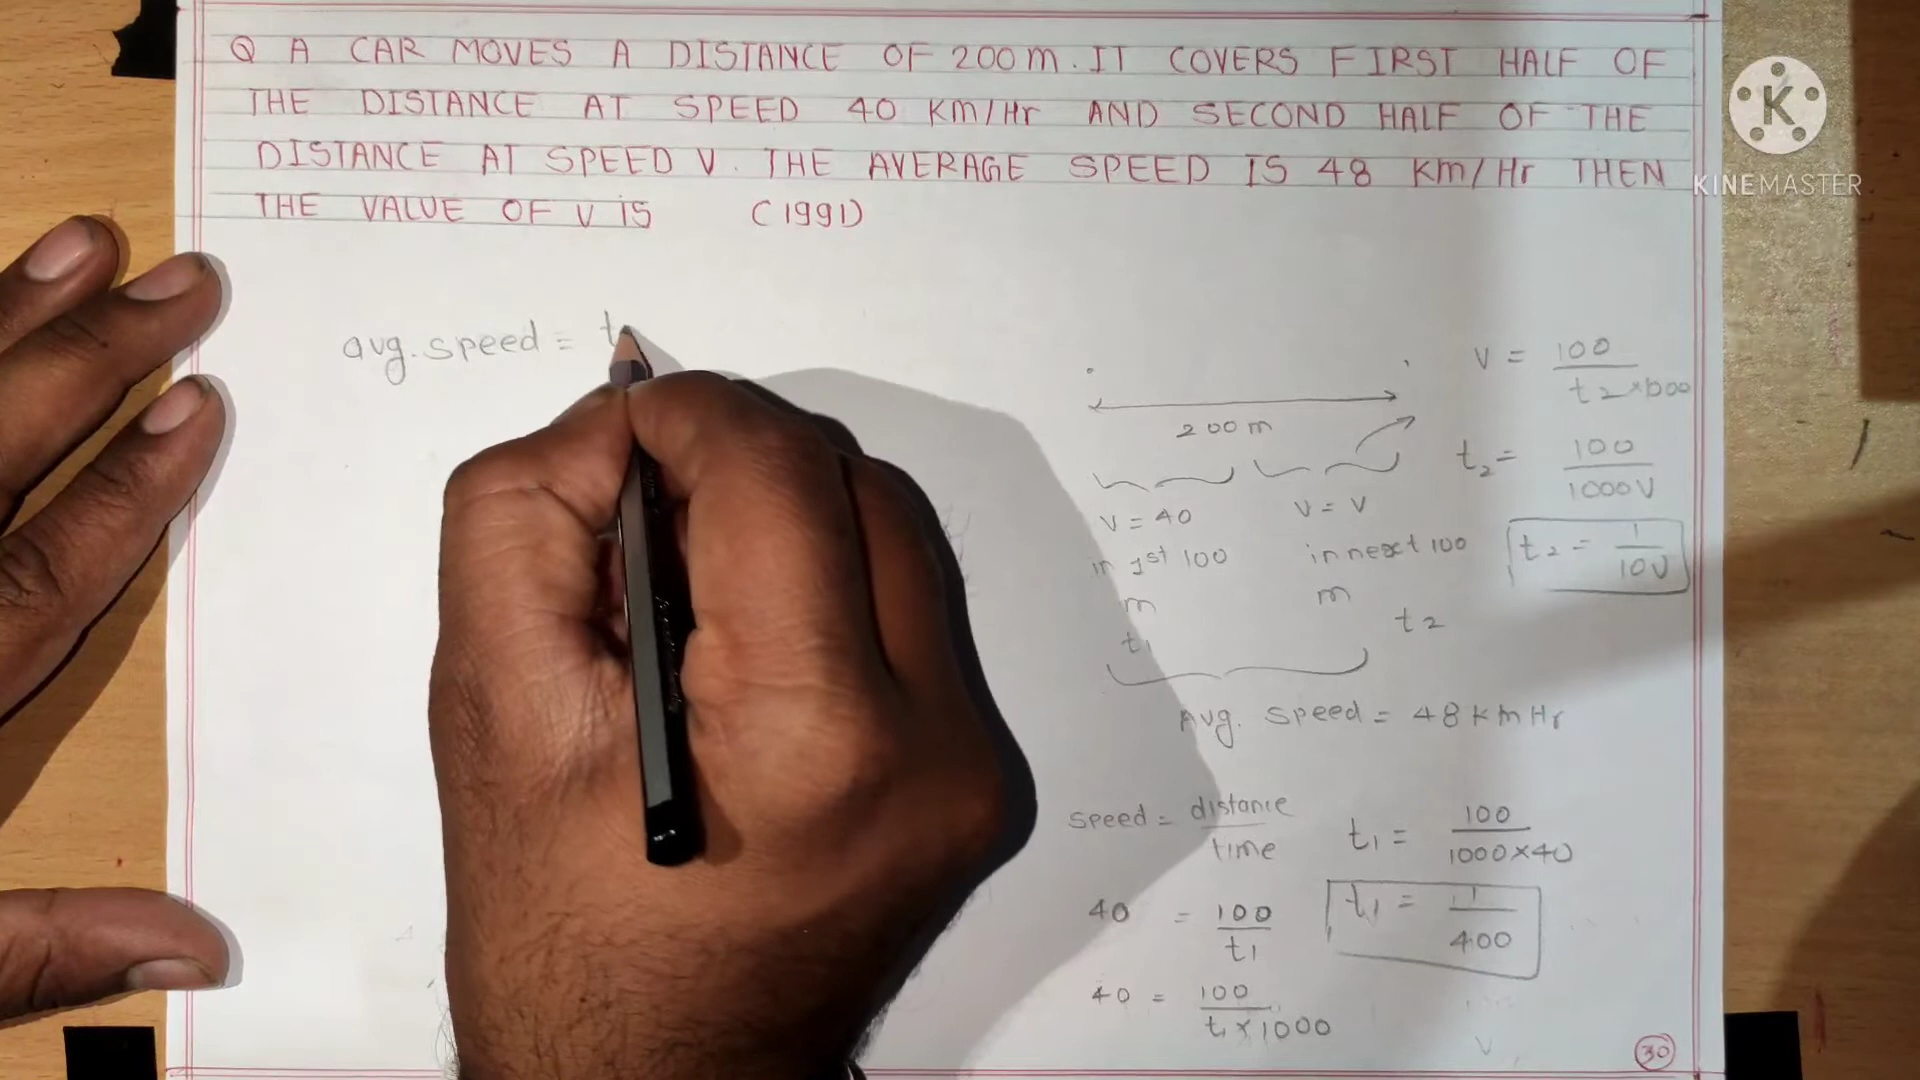 Q A CAR MOVES A DISTANCE OF 200 m. IT COVERS FIRST HALF OF
THE DISTANCE AT SPEED 40 KM/Hr AND SECOND HALF OF THE
DISTANCE AT SPEED V. THE AVERAGE SPEED IS 48 KM/Hr THEN
THE VALUE OF V IS (1991)
K
KINEMASTER
avg. speed = t
200 m
V = 40
in 1st 100
m
t1
V = V
in next 100
m
t2
Avg. speed = 48 Km Hr
V = 100 / t2 ×
t2 = 100 / 1000V
t2 = 1 / 10V
speed = distance / time
40 = 100 / t1
40 = 100 / t1 × 1000
t1 = 100 / 1000×40
t1 = 1 / 400
V
30